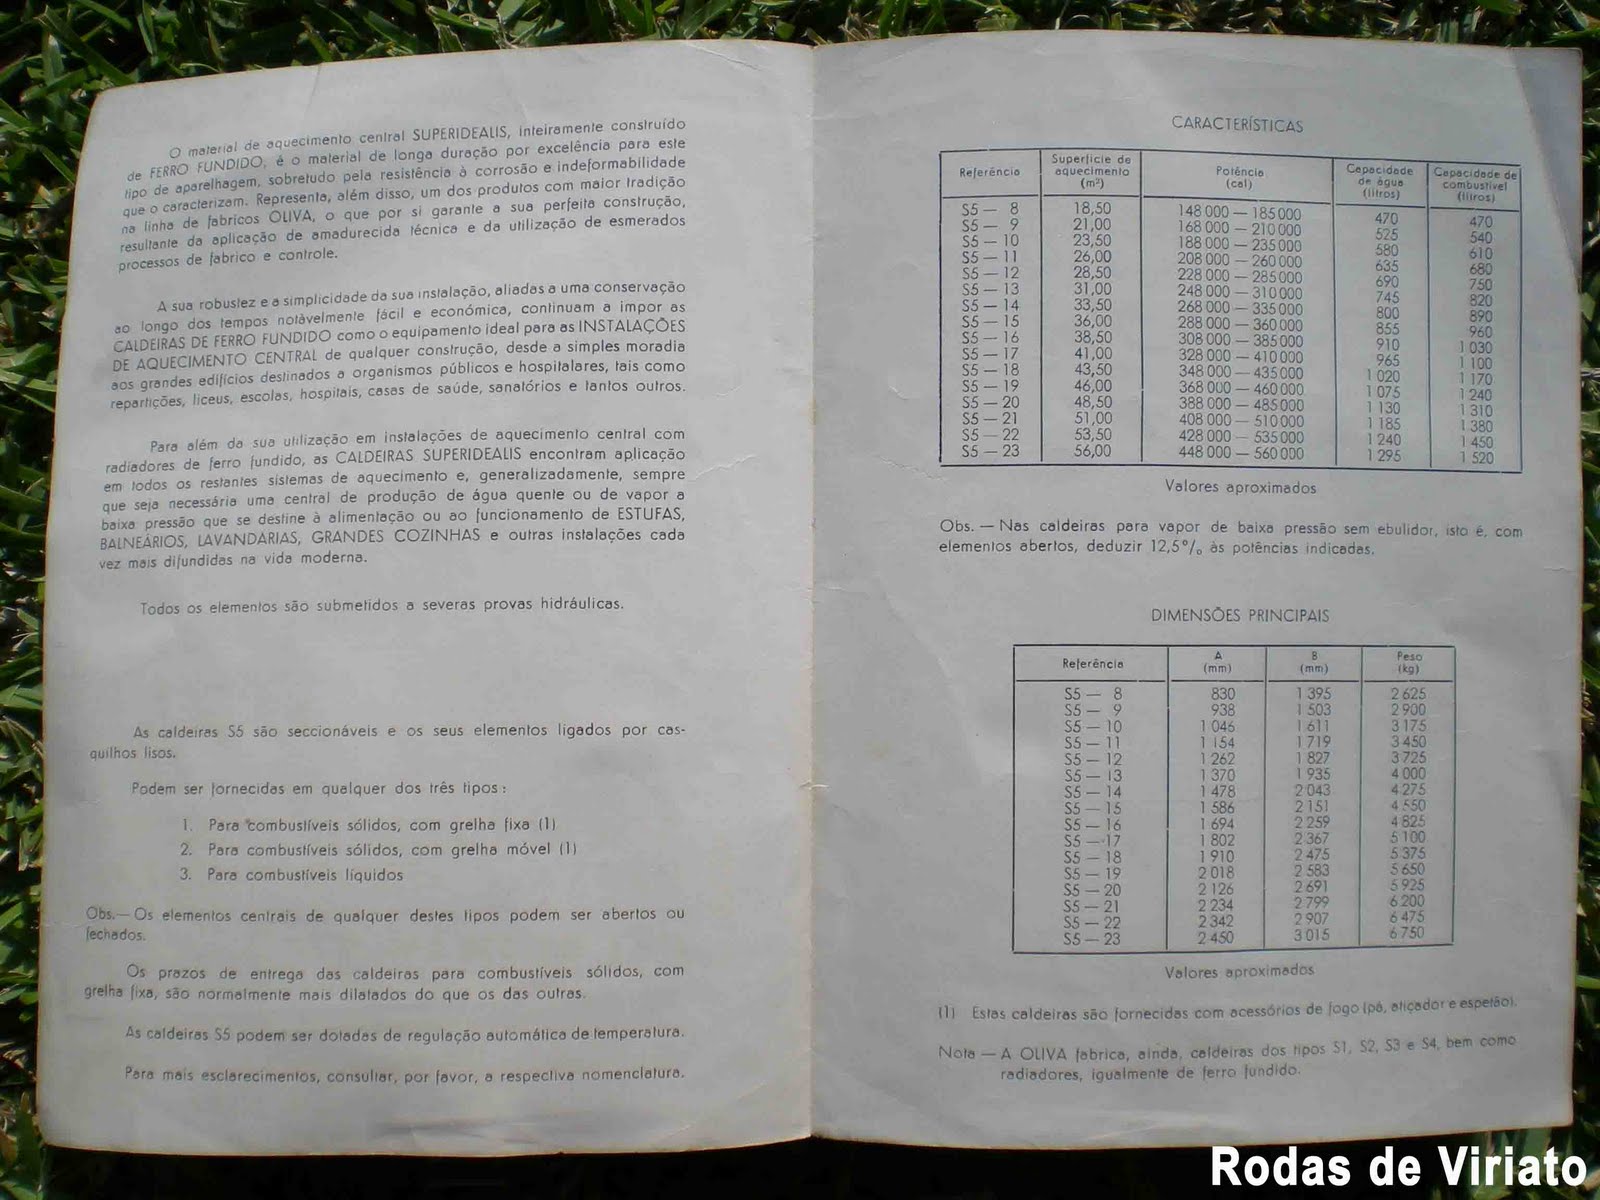 O material de aquecimento central SUPERIDEALIS, inteiramente construído
de FERRO FUNDIDO, é o material de longa duração por excelência para este
tipo de aparelhagem, sobretudo pela resistência à corrosão e indeformabilidade
que o caracterizam. Representa, além disso, um dos produtos com maior tradição
na linha de fabricos OLIVA, o que por si garante a sua perfeita construção,
resultante da aplicação de amadurecida técnica e da utilização de esmerados
processos de fabrico e controle.
A sua robustez e a simplicidade da sua instalação, aliadas a uma conservação
ao longo dos tempos notàvelmente fácil e económica, continuam a impor as
CALDEIRAS DE FERRO FUNDIDO como o equipamento ideal para as INSTALAÇÕES
DE AQUECIMENTO CENTRAL de qualquer construção, desde a simples moradia
aos grandes edifícios destinados a organismos públicos e hospitalares, tais como
repartições, liceus, escolas, hospitais, casas de saúde, sanatórios e tantos outros.
Para além da sua utilização em instalações de aquecimento central com
radiadores de ferro fundido, as CALDEIRAS SUPERIDEALIS encontram aplicação
em todos os restantes sistemas de aquecimento e, generalizadamente, sempre
que seja necessária uma central de produção de água quente ou de vapor a
baixa pressão que se destine à alimentação ou ao funcionamento de ESTUFAS,
BALNEÁRIOS, LAVANDARIAS, GRANDES COZINHAS e outras instalações cada
vez mais difundidas na vida moderna.
Todos os elementos são submetidos a severas provas hidráulicas.
As caldeiras S5 são seccionáveis e os seus elementos ligados por cas-
quilhos lisos.
Podem ser fornecidas em qualquer dos três tipos:
1. Para combustíveis sólidos, com grelha fixa (1)
2. Para combustíveis sólidos, com grelha móvel (1)
3. Para combustíveis líquidos
Obs.— Os elementos centrais de qualquer destes tipos podem ser abertos ou
fechados.
Os prazos de entrega das caldeiras para combustíveis sólidos, com
grelha fixa, são normalmente mais dilatados do que os das outras.
As caldeiras S5 podem ser dotadas de regulação automática de temperatura.
Para mais esclarecimentos, consultar, por favor, a respectiva nomenclatura.
CARACTERÍSTICAS
Referência Superfície de aquecimento (m²) Potência (cal) Capacidade de água (litros) Capacidade de combustível (litros)
S5 — 8 18,50 148 000 — 185 000 470 470
S5 — 9 21,00 168 000 — 210 000 525 540
S5 — 10 23,50 188 000 — 235 000 580 610
S5 — 11 26,00 208 000 — 260 000 635 680
S5 — 12 28,50 228 000 — 285 000 690 750
S5 — 13 31,00 248 000 — 310 000 745 820
S5 — 14 33,50 268 000 — 335 000 800 890
S5 — 15 36,00 288 000 — 360 000 855 960
S5 — 16 38,50 308 000 — 385 000 910 1 030
S5 — 17 41,00 328 000 — 410 000 965 1 100
S5 — 18 43,50 348 000 — 435 000 1 020 1 170
S5 — 19 46,00 368 000 — 460 000 1 075 1 240
S5 — 20 48,50 388 000 — 485 000 1 130 1 310
S5 — 21 51,00 408 000 — 510 000 1 185 1 380
S5 — 22 53,50 428 000 — 535 000 1 240 1 450
S5 — 23 56,00 448 000 — 560 000 1 295 1 520
Valores aproximados
Obs. — Nas caldeiras para vapor de baixa pressão sem ebulidor, isto é, com
elementos abertos, deduzir 12,5% às potências indicadas.
DIMENSÕES PRINCIPAIS
Referência A (mm) B (mm) Peso (kg)
S5 — 8 830 1 395 2 625
S5 — 9 938 1 503 2 900
S5 — 10 1 046 1 611 3 175
S5 — 11 1 154 1 719 3 450
S5 — 12 1 262 1 827 3 725
S5 — 13 1 370 1 935 4 000
S5 — 14 1 478 2 043 4 275
S5 — 15 1 586 2 151 4 550
S5 — 16 1 694 2 259 4 825
S5 — 17 1 802 2 367 5 100
S5 — 18 1 910 2 475 5 375
S5 — 19 2 018 2 583 5 650
S5 — 20 2 126 2 691 5 925
S5 — 21 2 234 2 799 6 200
S5 — 22 2 342 2 907 6 475
S5 — 23 2 450 3 015 6 750
Valores aproximados
(1) Estas caldeiras são fornecidas com acessórios de fogo (pá, atiçador e espetão).
Nota — A OLIVA fabrica, ainda, caldeiras dos tipos S1, S2, S3 e S4, bem como
radiadores, igualmente de ferro fundido.
Rodas de Viriato